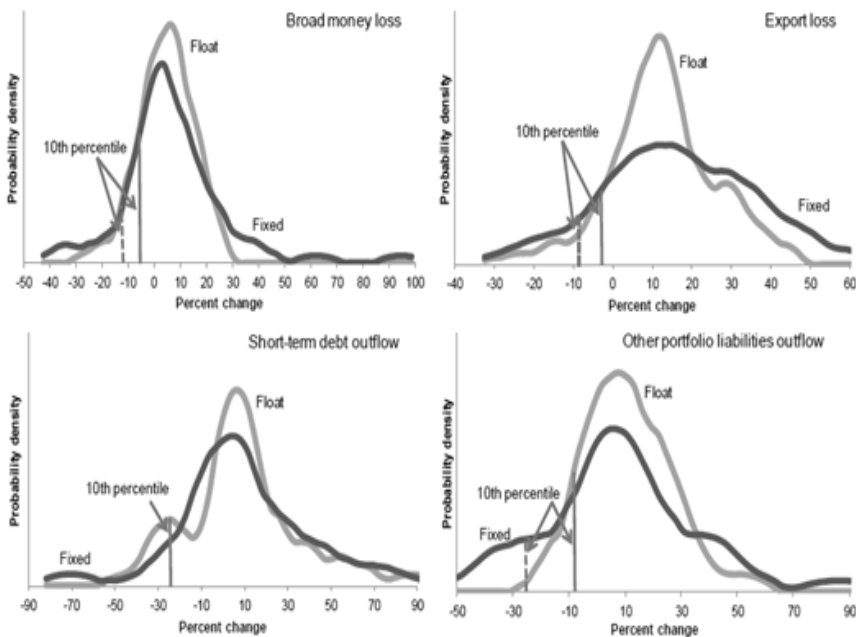 Broad money loss
Float
10th percentile
Fixed
Probability density
-50 -40 -30 -20 -10 0 10 20 30 40 50 60 70 80 90 100
Percent change
Export loss
Float
10th percentile
Fixed
Probability density
-40 -30 -20 -10 0 10 20 30 40 50 60
Percent change
Short-term debt outflow
Float
10th percentile
Fixed
Probability density
-90 -70 -50 -30 -10 10 30 50 70 90
Percent change
Other portfolio liabilities outflow
Float
10th percentile
Fixed
Probability density
-50 -30 -10 10 30 50 70 90
Percent change